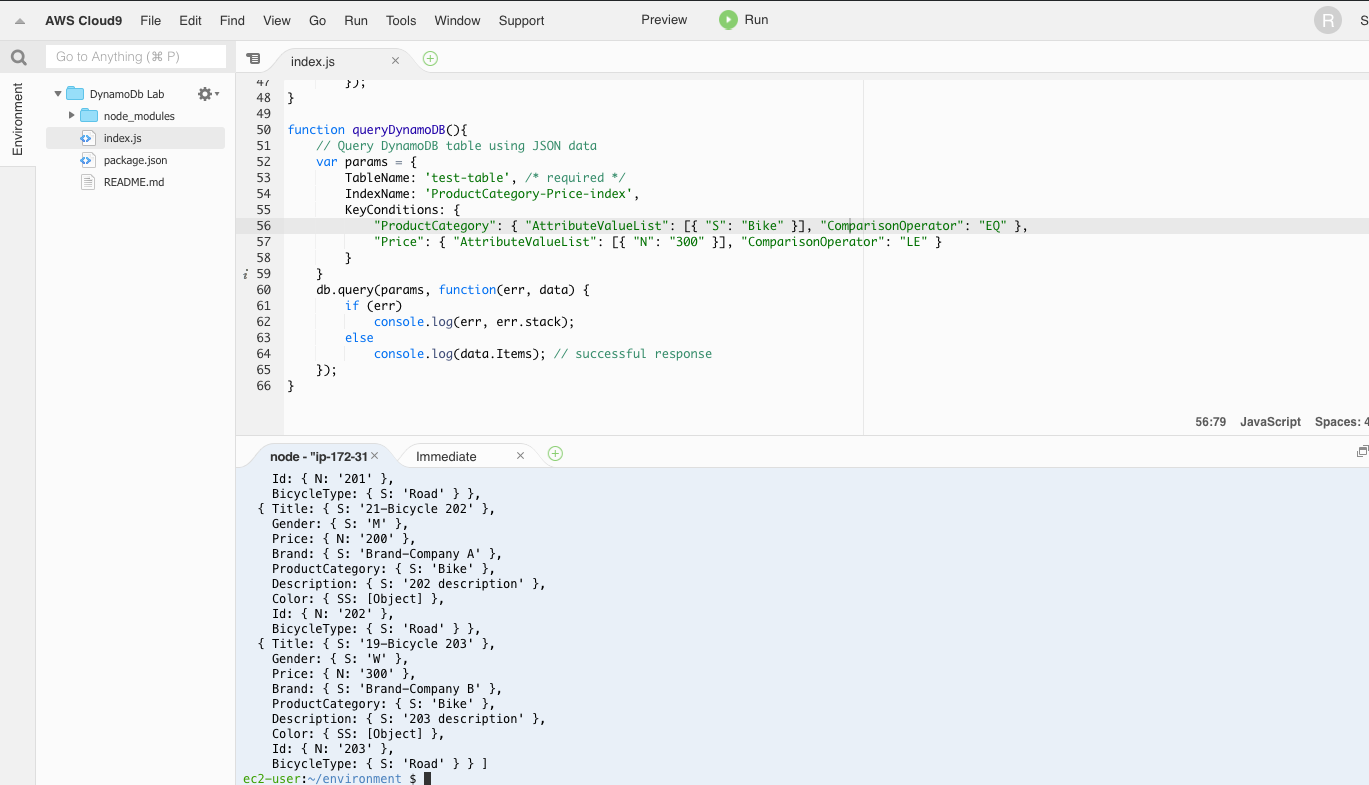 AWS Cloud9 File Edit Find View Go Run Tools Window Support Preview Run R S
Go to Anything (⌘ P)
index.js
Environment
DynamoDb Lab
node_modules
index.js
package.json
README.md
47         });
48 }
49
50 function queryDynamoDB(){
51     // Query DynamoDB table using JSON data
52     var params = {
53         TableName: 'test-table', /* required */
54         IndexName: 'ProductCategory-Price-index',
55         KeyConditions: {
56             "ProductCategory": { "AttributeValueList": [{ "S": "Bike" }], "ComparisonOperator": "EQ" },
57             "Price": { "AttributeValueList": [{ "N": "300" }], "ComparisonOperator": "LE" }
58         }
i 59     }
60     db.query(params, function(err, data) {
61         if (err)
62             console.log(err, err.stack);
63         else
64             console.log(data.Items); // successful response
65     });
66 }
56:79 JavaScript Spaces: 4
node - "ip-172-31
Immediate
    Id: { N: '201' },
    BicycleType: { S: 'Road' } },
  { Title: { S: '21-Bicycle 202' },
    Gender: { S: 'M' },
    Price: { N: '200' },
    Brand: { S: 'Brand-Company A' },
    ProductCategory: { S: 'Bike' },
    Description: { S: '202 description' },
    Color: { SS: [Object] },
    Id: { N: '202' },
    BicycleType: { S: 'Road' } },
  { Title: { S: '19-Bicycle 203' },
    Gender: { S: 'W' },
    Price: { N: '300' },
    Brand: { S: 'Brand-Company B' },
    ProductCategory: { S: 'Bike' },
    Description: { S: '203 description' },
    Color: { SS: [Object] },
    Id: { N: '203' },
    BicycleType: { S: 'Road' } } ]
ec2-user:~/environment $